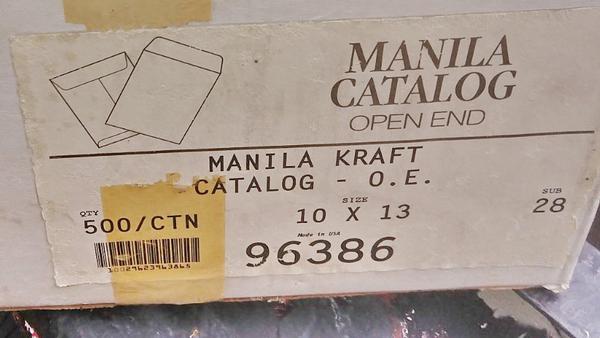 MANILA
CATALOG
OPEN END
MANILA KRAFT
CATALOG - O.E.
QTY
500/CTN
SIZE
10 X 13
SUB
28
Made in USA
96386
10029623963865